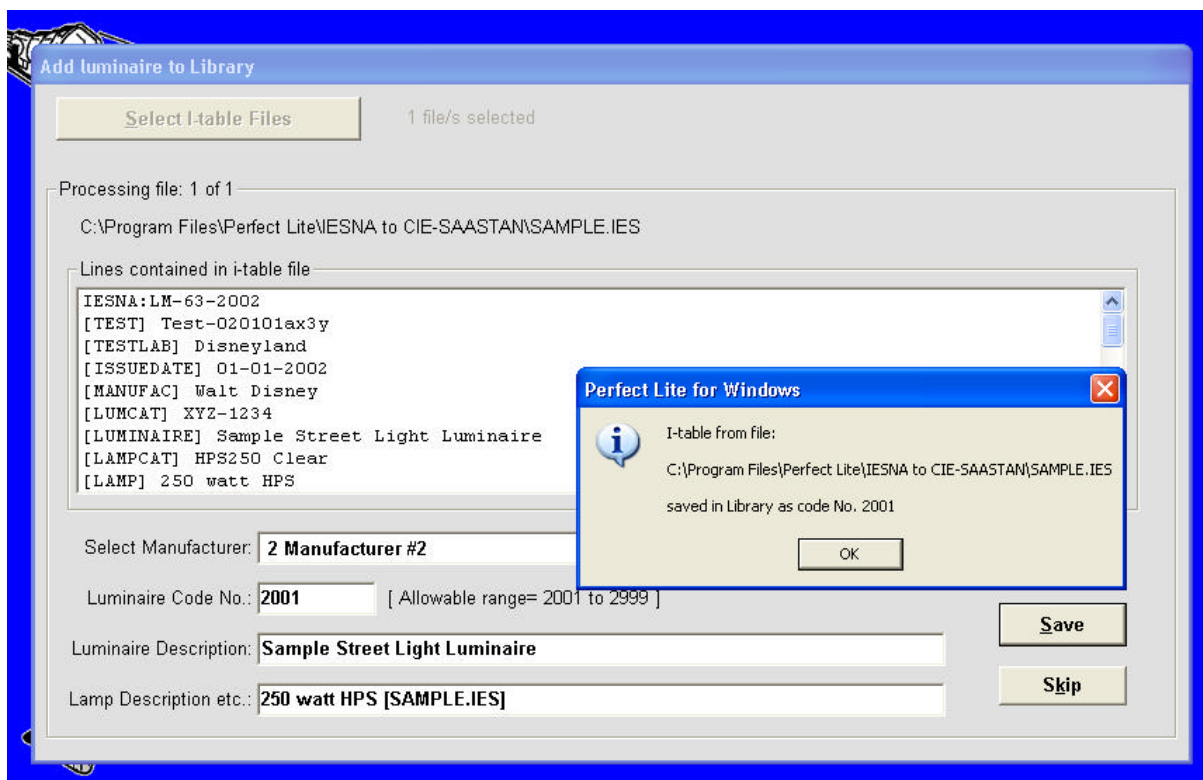 Add luminaire to Library
Select I-table Files
1 file/s selected
Processing file: 1 of 1
C:\Program Files\Perfect Lite\IESNA to CIE-SAASTAN\SAMPLE.IES
Lines contained in i-table file
IESNA:LM-63-2002
[TEST] Test-020101ax3y
[TESTLAB] Disneyland
[ISSUEDATE] 01-01-2002
[MANUFAC] Walt Disney
[LUMCAT] XYZ-1234
[LUMINAIRE] Sample Street Light Luminaire
[LAMPCAT] HPS250 Clear
[LAMP] 250 watt HPS
Perfect Lite for Windows
I-table from file:
C:\Program Files\Perfect Lite\IESNA to CIE-SAASTAN\SAMPLE.IES
saved in Library as code No. 2001
OK
Select Manufacturer: 2 Manufacturer #2
Luminaire Code No.: 2001 [ Allowable range= 2001 to 2999 ]
Luminaire Description: Sample Street Light Luminaire
Lamp Description etc.: 250 watt HPS [SAMPLE.IES]
Save
Skip